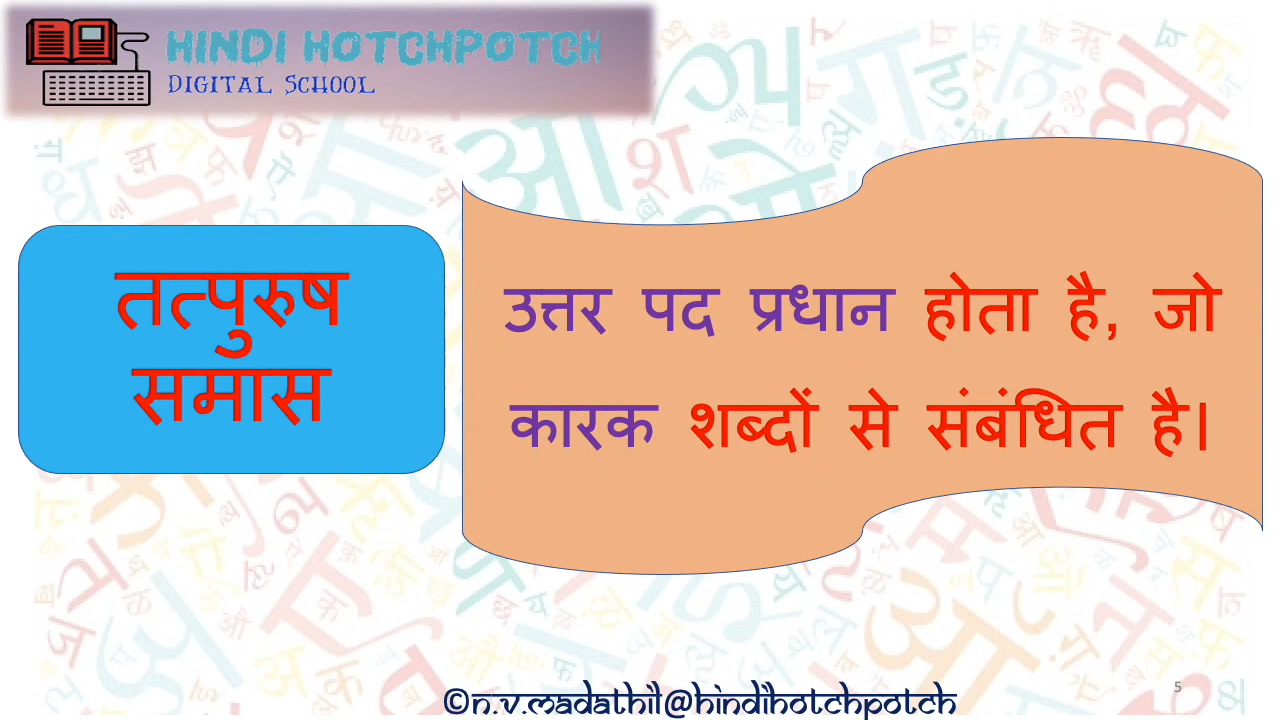 HINDI HOTCHPOTCH
DIGITAL SCHOOL
तत्पुरुष
समास
उत्तर पद प्रधान होता है, जो
कारक शब्दों से संबंधित है।
©N.V.MADATHIL@HINDIHOTCHPOTCH
5